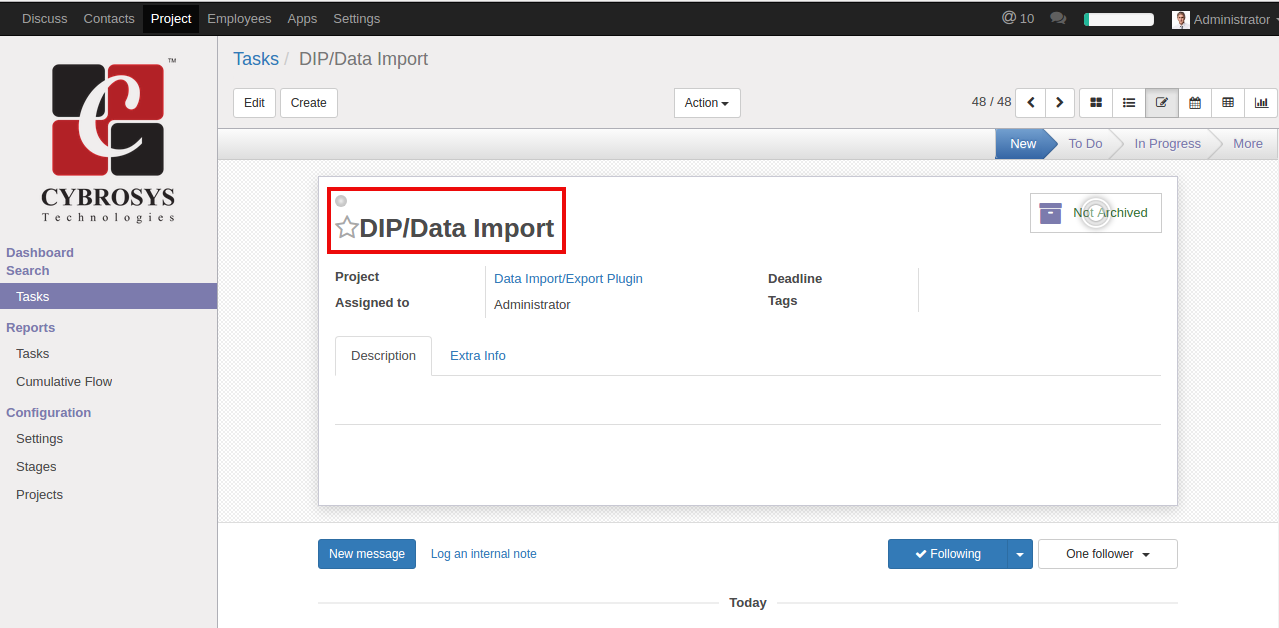 Discuss Contacts Project Employees Apps Settings @ 10 Administrator
Tasks / DIP/Data Import
Edit Create Action 48 / 48
New To Do In Progress More
TM
C
CYBROSYS
Technologies
Dashboard
Search
Tasks
Reports
Tasks
Cumulative Flow
Configuration
Settings
Stages
Projects
DIP/Data Import
Not Archived
Project Data Import/Export Plugin
Assigned to Administrator
Deadline
Tags
Description Extra Info
New message Log an internal note Following One follower
Today